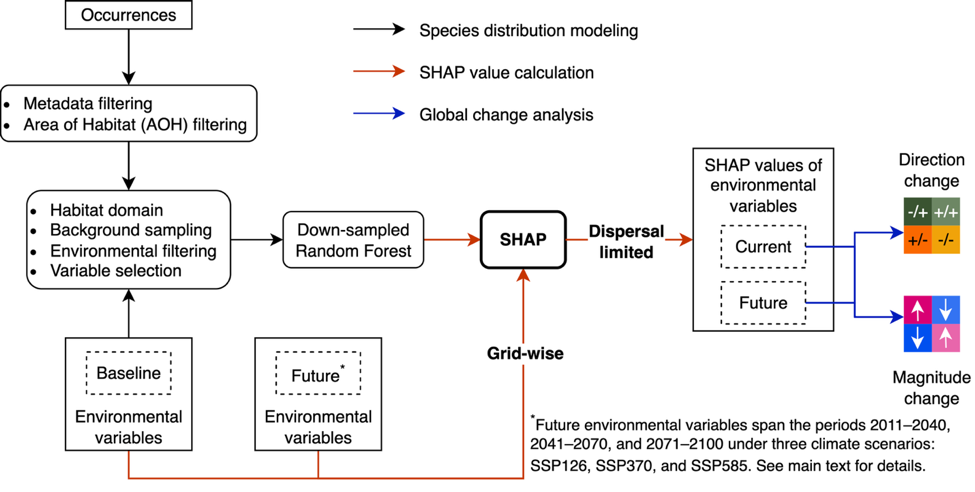 Occurrences
Species distribution modeling
SHAP value calculation
Global change analysis
• Metadata filtering
• Area of Habitat (AOH) filtering
• Habitat domain
• Background sampling
• Environmental filtering
• Variable selection
Down-sampled
Random Forest
SHAP
Dispersal
limited
SHAP values of
environmental
variables
Current
Future
Direction
change
-/+ +/+
+/- -/-
↑ ↓
↓ ↑
Magnitude
change
Grid-wise
Baseline
Environmental
variables
Future*
Environmental
variables
*Future environmental variables span the periods 2011–2040,
2041–2070, and 2071–2100 under three climate scenarios:
SSP126, SSP370, and SSP585. See main text for details.